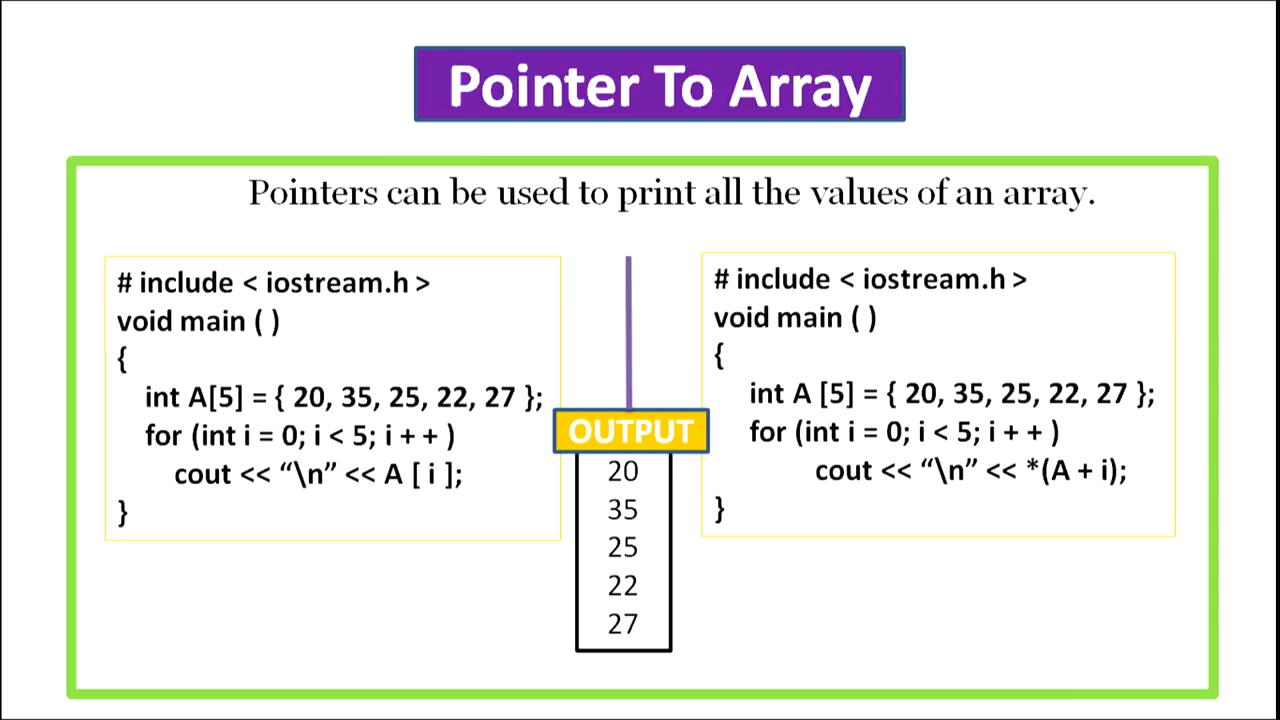 Pointer To Array
Pointers can be used to print all the values of an array.
# include < iostream.h >
void main ( )
{
int A[5] = { 20, 35, 25, 22, 27 };
for (int i = 0; i < 5; i + + )
cout << “\n” << A [ i ];
}
OUTPUT
20
35
25
22
27
# include < iostream.h >
void main ( )
{
int A [5] = { 20, 35, 25, 22, 27 };
for (int i = 0; i < 5; i + + )
cout << “\n” << *(A + i);
}